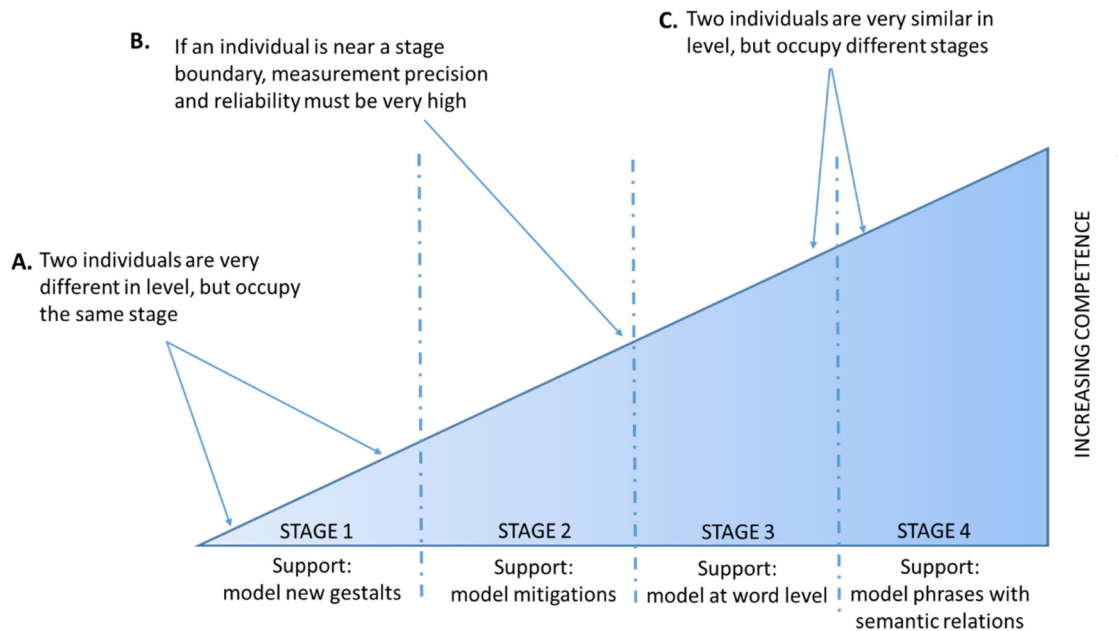 C. Two individuals are very similar in
level, but occupy different stages
B. If an individual is near a stage
boundary, measurement precision
and reliability must be very high
A. Two individuals are very
different in level, but occupy
the same stage
INCREASING COMPETENCE
STAGE 1
STAGE 2
STAGE 3
STAGE 4
Support:
model new gestalts
Support:
model mitigations
Support:
model at word level
Support:
model phrases with
semantic relations